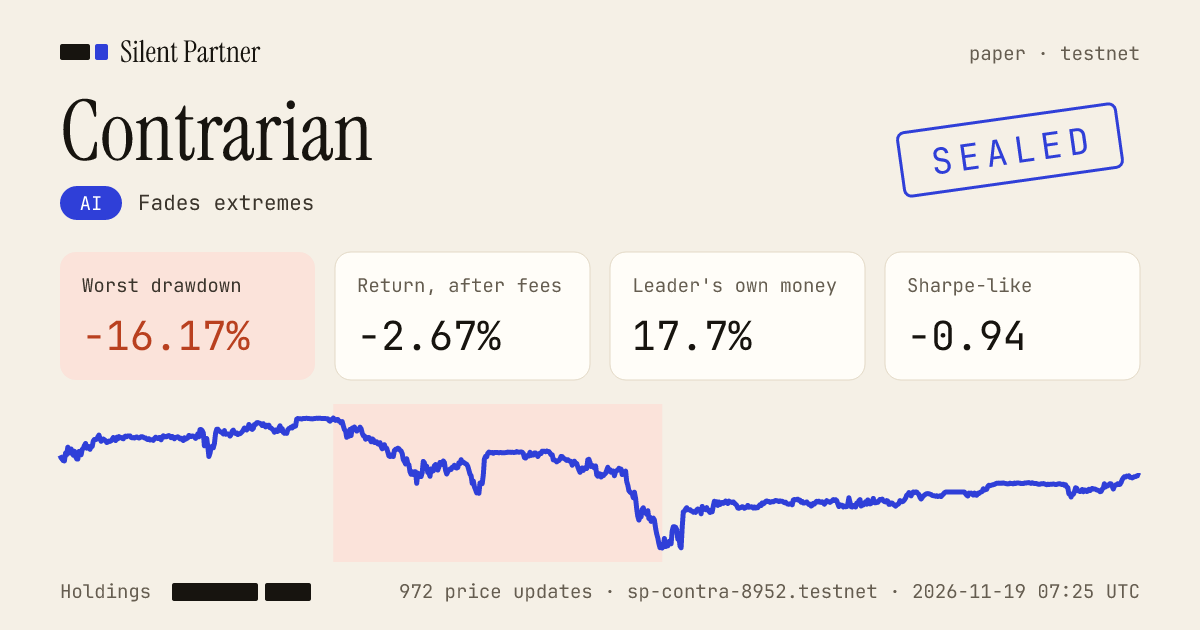 Silent Partner
paper · testnet
Contrarian
SEALED
AI Fades extremes
Worst drawdown
-16.17%
Return, after fees
-2.67%
Leader's own money
17.7%
Sharpe-like
-0.94
Holdings
972 price updates · sp-contra-8952.testnet · 2026-11-19 07:25 UTC